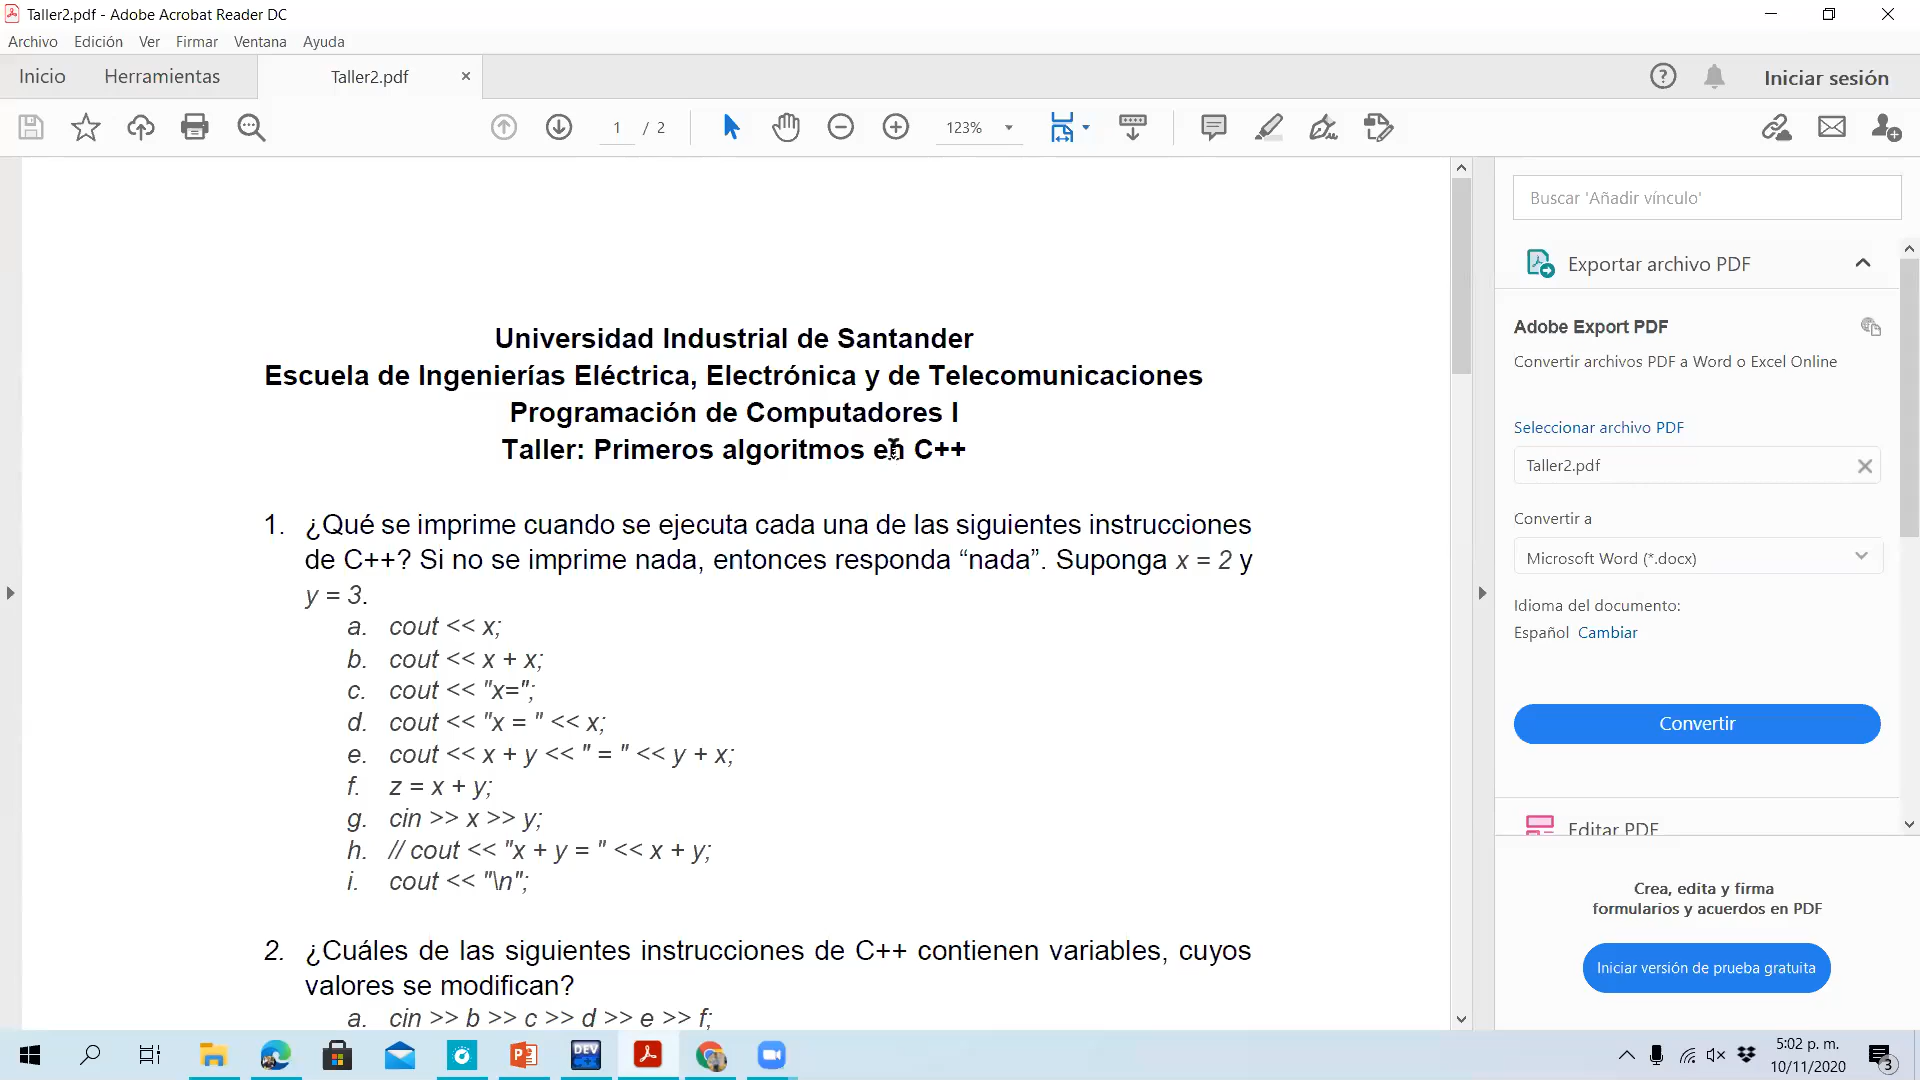 Taller2.pdf - Adobe Acrobat Reader DC
Archivo Edición Ver Firmar Ventana Ayuda
Inicio Herramientas Taller2.pdf × Iniciar sesión
1 / 2 123%
Buscar 'Añadir vínculo'
Exportar archivo PDF
Adobe Export PDF
Convertir archivos PDF a Word o Excel Online
Seleccionar archivo PDF
Taller2.pdf
Convertir a
Microsoft Word (*.docx)
Idioma del documento:
Español Cambiar
Convertir
Editar PDF
Crea, edita y firma
formularios y acuerdos en PDF
Iniciar versión de prueba gratuita
Universidad Industrial de Santander
Escuela de Ingenierías Eléctrica, Electrónica y de Telecomunicaciones
Programación de Computadores I
Taller: Primeros algoritmos en C++
1. ¿Qué se imprime cuando se ejecuta cada una de las siguientes instrucciones
de C++? Si no se imprime nada, entonces responda “nada”. Suponga x = 2 y
y = 3.
a. cout << x;
b. cout << x + x;
c. cout << "x=";
d. cout << "x = " << x;
e. cout << x + y << " = " << y + x;
f. z = x + y;
g. cin >> x >> y;
h. // cout << "x + y = " << x + y;
i. cout << "\n";
2. ¿Cuáles de las siguientes instrucciones de C++ contienen variables, cuyos
valores se modifican?
a. cin >> b >> c >> d >> e >> f;
DEV
5:02 p. m.
10/11/2020
3